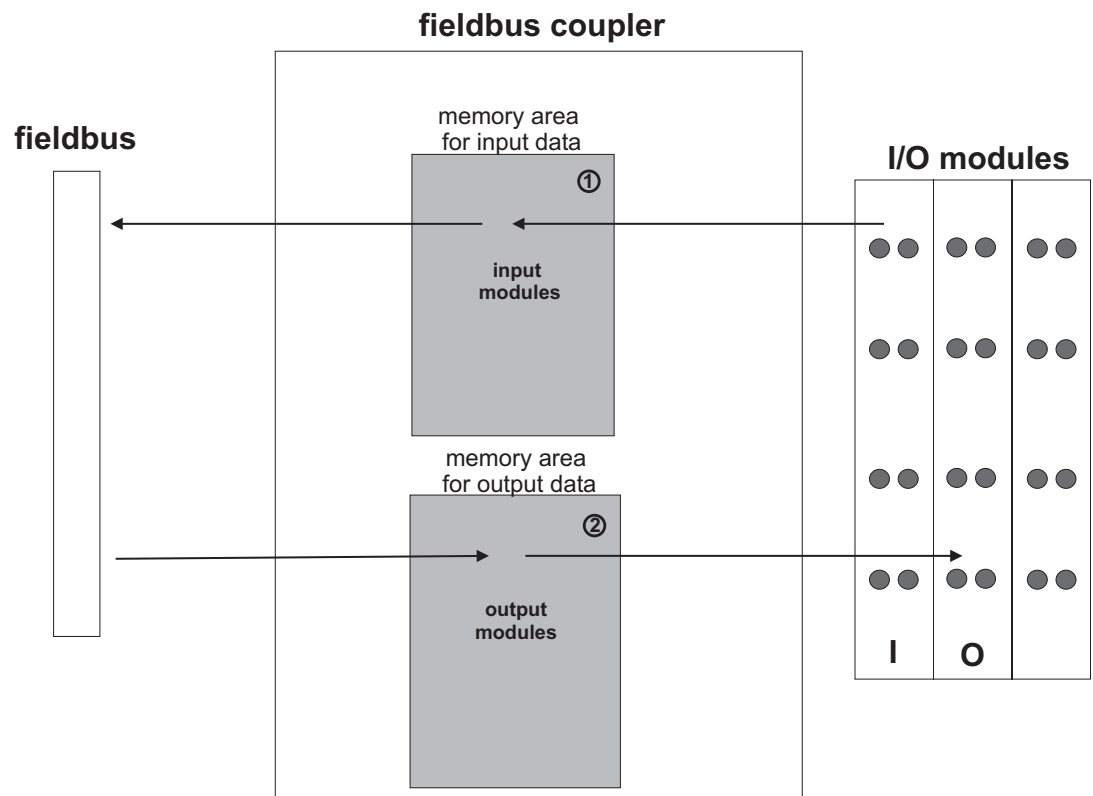 fieldbus coupler
fieldbus
memory area
for input data
①
input
modules
I/O modules
memory area
for output data
②
output
modules
I
O